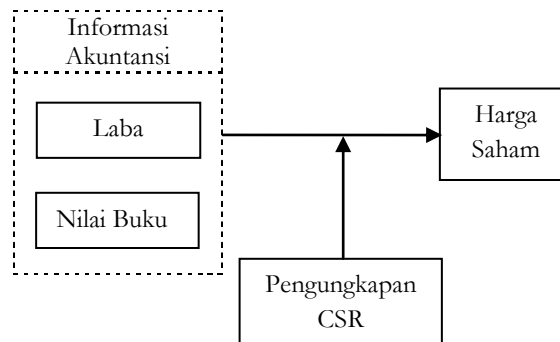 Informasi
Akuntansi
Laba
Nilai Buku
Harga
Saham
Pengungkapan
CSR